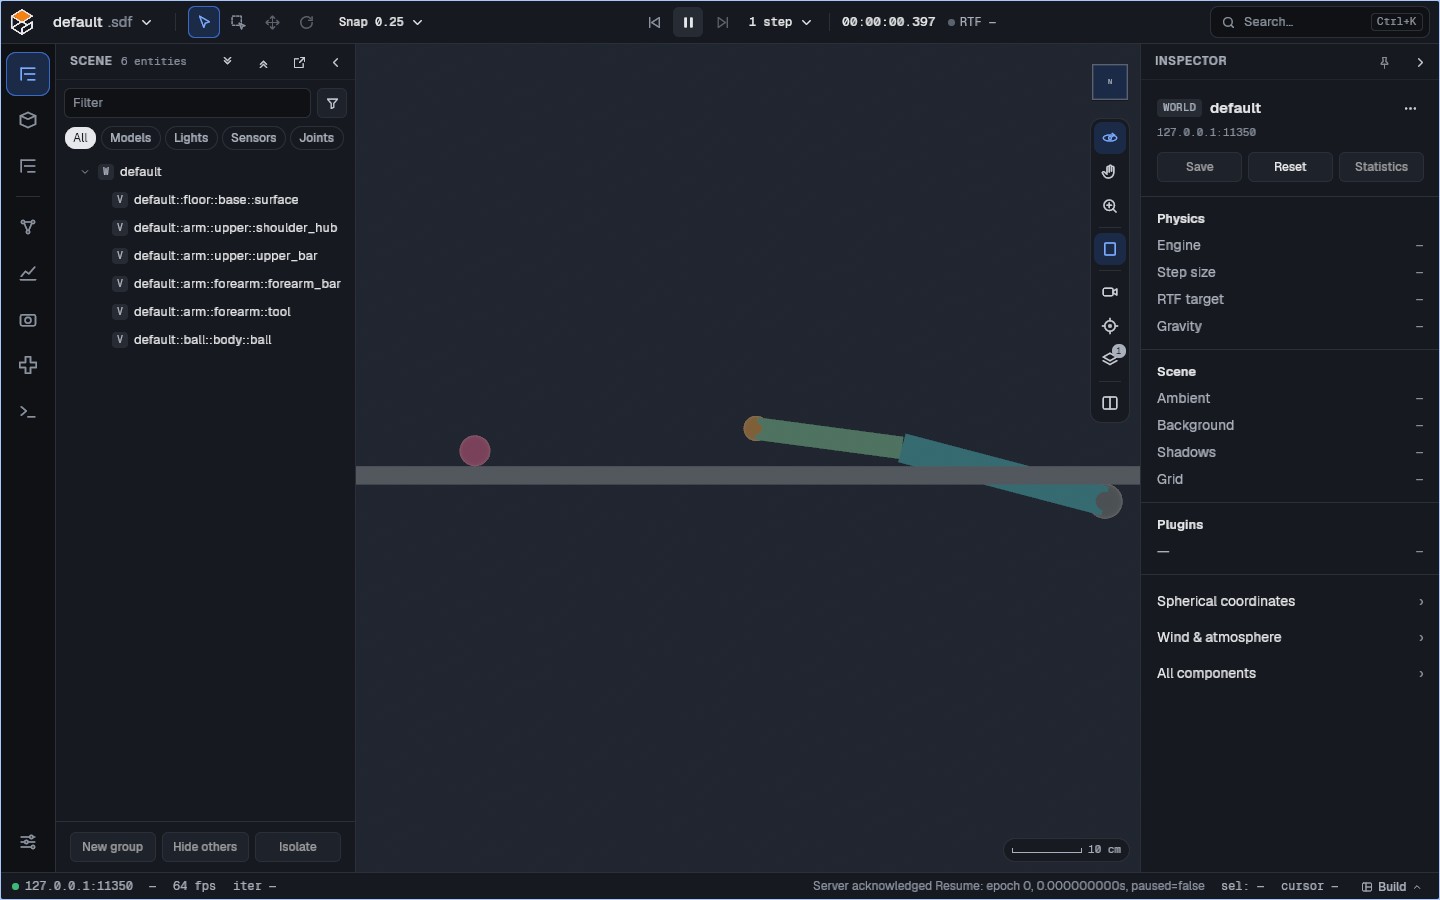 default .sdf
Snap 0.25
1 step
00:00:00.397
RTF –
Search...
Ctrl+K
SCENE 6 entities
Filter
All
Models
Lights
Sensors
Joints
W default
V default::floor::base::surface
V default::arm::upper::shoulder_hub
V default::arm::upper::upper_bar
V default::arm::forearm::forearm_bar
V default::arm::forearm::tool
V default::ball::body::ball
New group
Hide others
Isolate
N
1
10 cm
INSPECTOR
WORLD default
127.0.0.1:11350
Save
Reset
Statistics
Physics
Engine –
Step size –
RTF target –
Gravity –
Scene
Ambient –
Background –
Shadows –
Grid –
Plugins
— –
Spherical coordinates ›
Wind & atmosphere ›
All components ›
127.0.0.1:11350 – 64 fps iter –
Server acknowledged Resume: epoch 0, 0.000000000s, paused=false sel: – cursor – Build